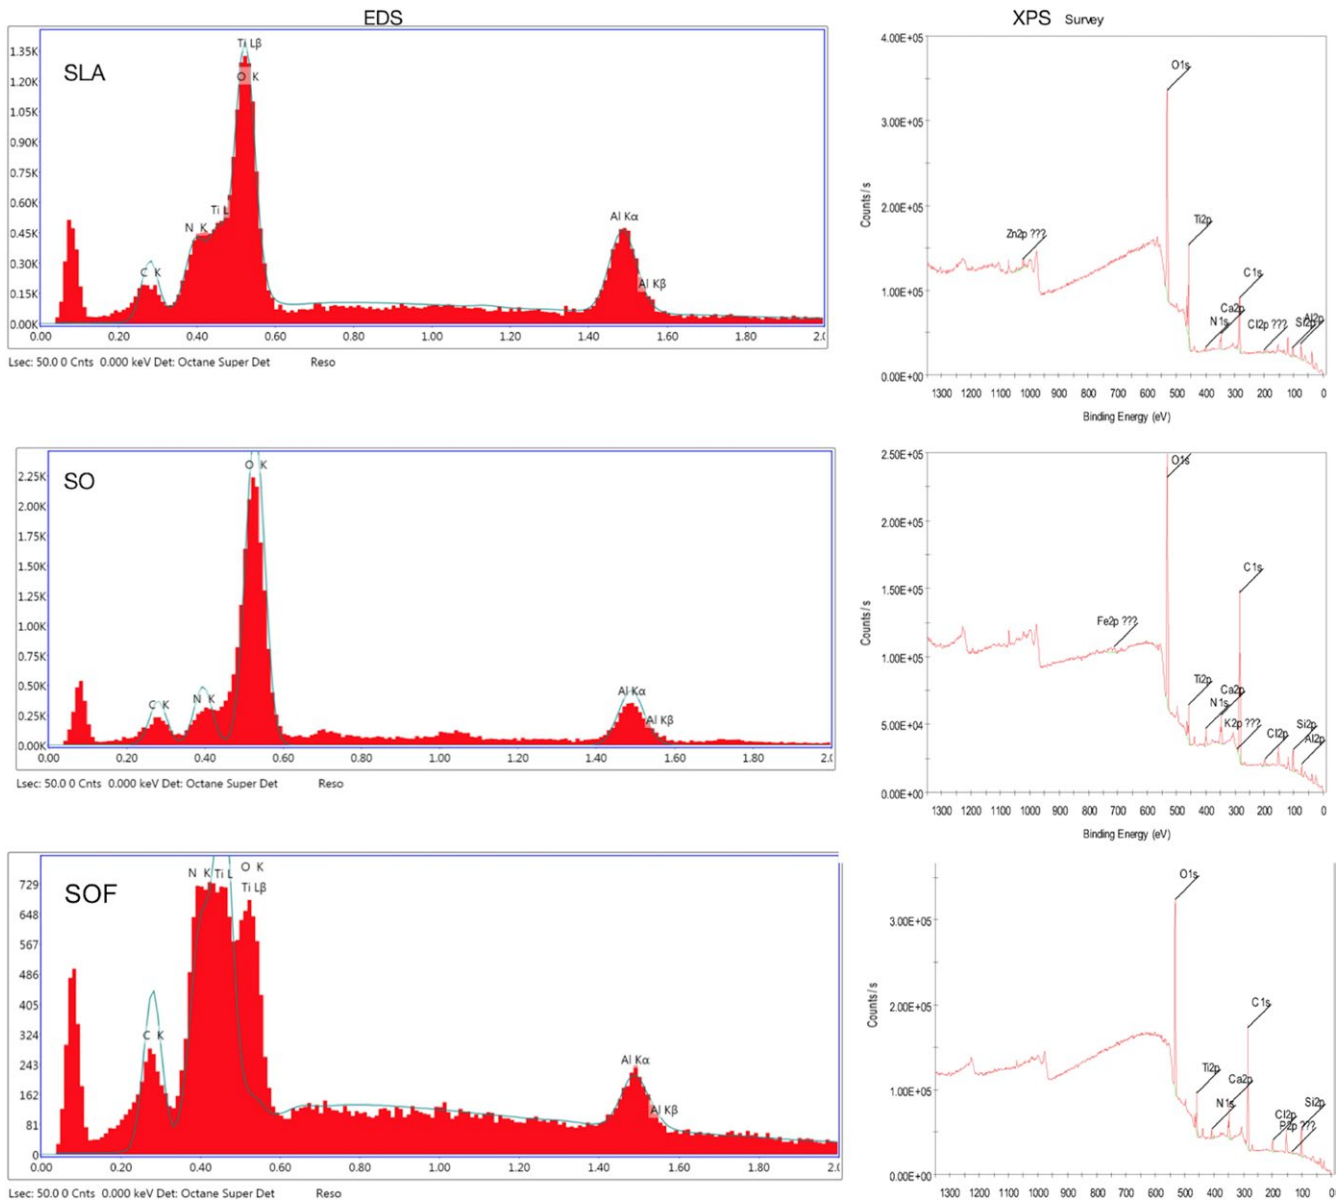 EDS
XPS Survey
SLA
1.35K
1.20K
1.05K
0.90K
0.75K
0.60K
0.45K
0.30K
0.15K
0.00K
Ti Lβ
O K
Ti L
N K
C K
Al Kα
Al Kβ
0.00 0.20 0.40 0.60 0.80 1.00 1.20 1.40 1.60 1.80 2.0
Lsec: 50.0 0 Cnts 0.000 keV Det: Octane Super Det Reso
4.00E+05
3.00E+05
2.00E+05
1.00E+05
0.00E+00
Counts / s
O1s
Ti2p
Zn2p ???
C1s
Ca2p
N1s
Cl2p ???
Si2p
Al2p
1300 1200 1100 1000 900 800 700 600 500 400 300 200 100 0
Binding Energy (eV)
SO
2.25K
2.00K
1.75K
1.50K
1.25K
1.00K
0.75K
0.50K
0.25K
0.00K
O K
C K
N K
Al Kα
Al Kβ
0.00 0.20 0.40 0.60 0.80 1.00 1.20 1.40 1.60 1.80 2.0
Lsec: 50.0 0 Cnts 0.000 keV Det: Octane Super Det Reso
2.50E+05
2.00E+05
1.50E+05
1.00E+05
5.00E+04
0.00E+00
Counts / s
O1s
C1s
Fe2p ???
Ti2p
Ca2p
N1s
K2p ???
Cl2p
Si2p
Al2p
1300 1200 1100 1000 900 800 700 600 500 400 300 200 100 0
Binding Energy (eV)
SOF
729
648
567
486
405
324
243
162
81
0
N K
Ti L
O K
Ti Lβ
C K
Al Kα
Al Kβ
0.00 0.20 0.40 0.60 0.80 1.00 1.20 1.40 1.60 1.80 2.0
Lsec: 50.0 0 Cnts 0.000 keV Det: Octane Super Det Reso
3.00E+05
2.00E+05
1.00E+05
0.00E+00
Counts / s
O1s
C1s
Ti2p
Ca2p
N1s
Cl2p
P2p ???
Si2p
1300 1200 1100 1000 900 800 700 600 500 400 300 200 100 0